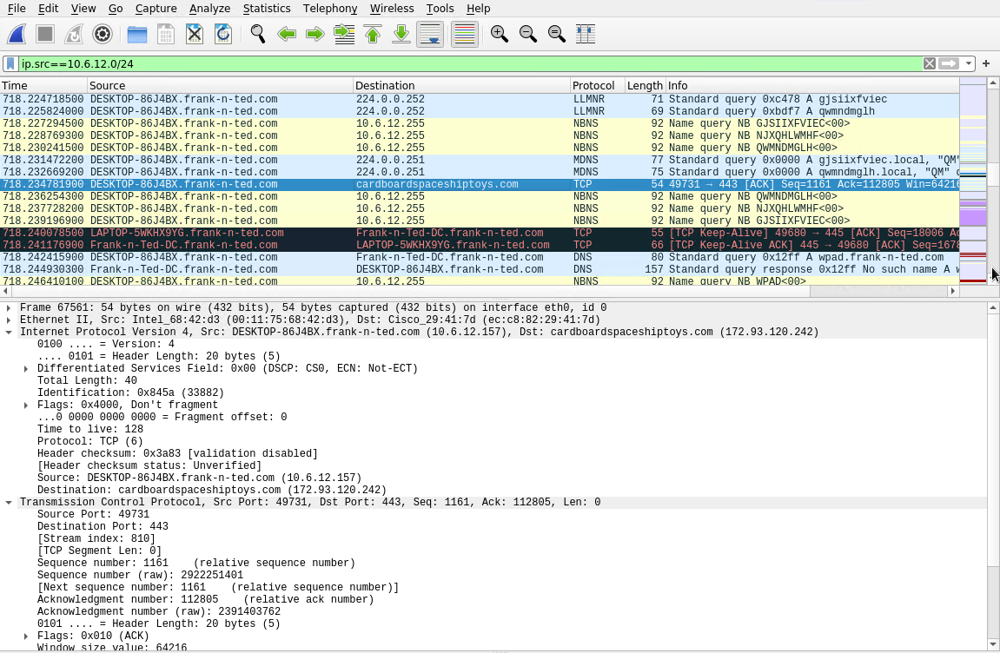 File Edit View Go Capture Analyze Statistics Telephony Wireless Tools Help
ip.src==10.6.12.0/24
Time Source Destination Protocol Length Info
718.224718500 DESKTOP-86J4BX.frank-n-ted.com 224.0.0.252 LLMNR 71 Standard query 0xc478 A gjsiixfviec
718.225824000 DESKTOP-86J4BX.frank-n-ted.com 224.0.0.252 LLMNR 69 Standard query 0xbdf7 A qwmndmglh
718.227294500 DESKTOP-86J4BX.frank-n-ted.com 10.6.12.255 NBNS 92 Name query NB GJSIIXFVIEC<00>
718.228769300 DESKTOP-86J4BX.frank-n-ted.com 10.6.12.255 NBNS 92 Name query NB NJXQHLWMHF<00>
718.230241500 DESKTOP-86J4BX.frank-n-ted.com 10.6.12.255 NBNS 92 Name query NB QWMNDMGLH<00>
718.231472200 DESKTOP-86J4BX.frank-n-ted.com 224.0.0.251 MDNS 77 Standard query 0x0000 A gjsiixfviec.local, "QM"
718.232669200 DESKTOP-86J4BX.frank-n-ted.com 224.0.0.251 MDNS 75 Standard query 0x0000 A qwmndmglh.local, "QM"
718.234781900 DESKTOP-86J4BX.frank-n-ted.com cardboardspaceshiptoys.com TCP 54 49731 → 443 [ACK] Seq=1161 Ack=112805 Win=64216
718.236254300 DESKTOP-86J4BX.frank-n-ted.com 10.6.12.255 NBNS 92 Name query NB QWMNDMGLH<00>
718.237728200 DESKTOP-86J4BX.frank-n-ted.com 10.6.12.255 NBNS 92 Name query NB NJXQHLWMHF<00>
718.239196900 DESKTOP-86J4BX.frank-n-ted.com 10.6.12.255 NBNS 92 Name query NB GJSIIXFVIEC<00>
718.240078500 LAPTOP-5WKHX9YG.frank-n-ted.com Frank-n-Ted-DC.frank-n-ted.com TCP 55 [TCP Keep-Alive] 49680 → 445 [ACK] Seq=18006
718.241176900 Frank-n-Ted-DC.frank-n-ted.com LAPTOP-5WKHX9YG.frank-n-ted.com TCP 66 [TCP Keep-Alive ACK] 445 → 49680 [ACK] Seq=1678
718.242415900 DESKTOP-86J4BX.frank-n-ted.com Frank-n-Ted-DC.frank-n-ted.com DNS 80 Standard query 0x12ff A wpad.frank-n-ted.com
718.244930300 Frank-n-Ted-DC.frank-n-ted.com DESKTOP-86J4BX.frank-n-ted.com DNS 157 Standard query response 0x12ff No such name A
718.246410100 DESKTOP-86J4BX.frank-n-ted.com 10.6.12.255 NBNS 92 Name query NB WPAD<00>
Frame 67561: 54 bytes on wire (432 bits), 54 bytes captured (432 bits) on interface eth0, id 0
Ethernet II, Src: Intel_68:42:d3 (00:11:75:68:42:d3), Dst: Cisco_29:41:7d (ec:c8:82:29:41:7d)
Internet Protocol Version 4, Src: DESKTOP-86J4BX.frank-n-ted.com (10.6.12.157), Dst: cardboardspaceshiptoys.com (172.93.120.242)
0100 .... = Version: 4
.... 0101 = Header Length: 20 bytes (5)
Differentiated Services Field: 0x00 (DSCP: CS0, ECN: Not-ECT)
Total Length: 40
Identification: 0x845a (33882)
Flags: 0x4000, Don't fragment
...0 0000 0000 0000 = Fragment offset: 0
Time to live: 128
Protocol: TCP (6)
Header checksum: 0x3a83 [validation disabled]
[Header checksum status: Unverified]
Source: DESKTOP-86J4BX.frank-n-ted.com (10.6.12.157)
Destination: cardboardspaceshiptoys.com (172.93.120.242)
Transmission Control Protocol, Src Port: 49731, Dst Port: 443, Seq: 1161, Ack: 112805, Len: 0
Source Port: 49731
Destination Port: 443
[Stream index: 810]
[TCP Segment Len: 0]
Sequence number: 1161 (relative sequence number)
Sequence number (raw): 2922251401
[Next sequence number: 1161 (relative sequence number)]
Acknowledgment number: 112805 (relative ack number)
Acknowledgment number (raw): 2391403762
0101 .... = Header Length: 20 bytes (5)
Flags: 0x010 (ACK)
Window size value: 64216